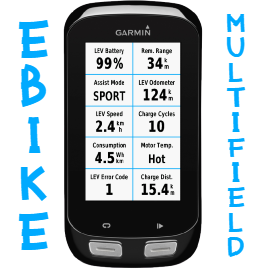 EBIKE
MULTIFIELD
GARMIN
LEV Battery Rem. Range
99% 34 km
Assist Mode LEV Odometer
SPORT 124 km
LEV Speed Charge Cycles
2.4 km h 10
Consumption Motor Temp.
4.5 Wh km Hot
LEV Error Code Charge Dist.
1 15.4 km